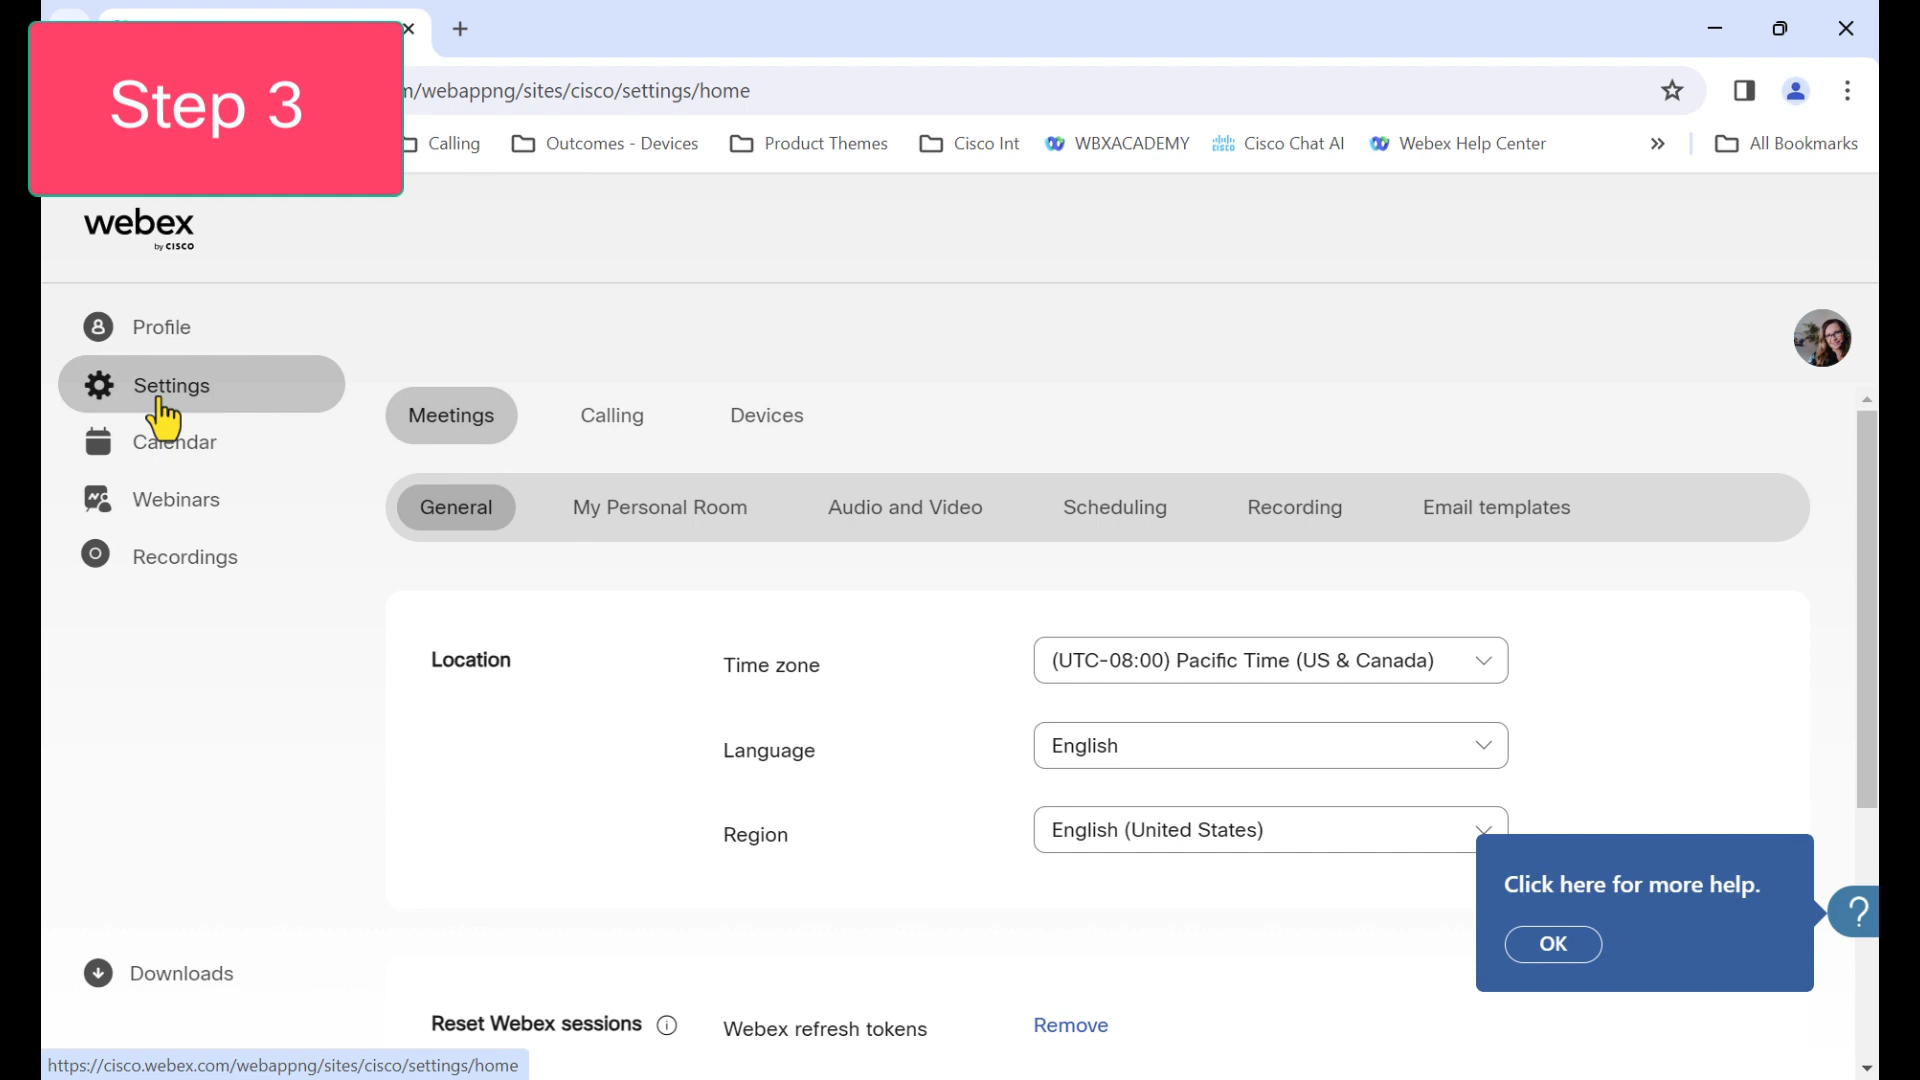 Step 3
/webappng/sites/cisco/settings/home
Calling
Outcomes - Devices
Product Themes
Cisco Int
WBXACADEMY
Cisco Chat AI
Webex Help Center
All Bookmarks
webex
by CISCO
Profile
Settings
Calendar
Webinars
Recordings
Downloads
Meetings
Calling
Devices
General
My Personal Room
Audio and Video
Scheduling
Recording
Email templates
Location
Time zone
(UTC-08:00) Pacific Time (US & Canada)
Language
English
Region
English (United States)
Click here for more help.
OK
?
Reset Webex sessions
Webex refresh tokens
Remove
https://cisco.webex.com/webappng/sites/cisco/settings/home